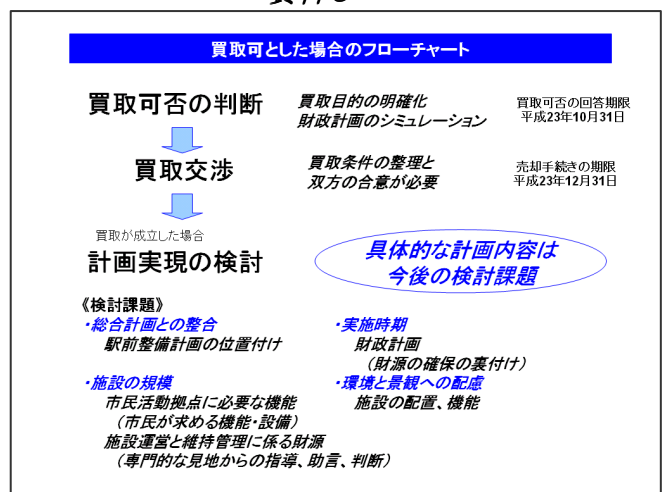 買取可とした場合のフローチャート
買取可否の判断
買取目的の明確化
財政計画のシミュレーション
買取可否の回答期限
平成23年10月31日
買取交渉
買取条件の整理と
双方の合意が必要
売却手続きの期限
平成23年12月31日
買取が成立した場合
計画実現の検討
具体的な計画内容は
今後の検討課題
《検討課題》
・総合計画との整合
駅前整備計画の位置付け
・実施時期
財政計画
（財源の確保の裏付け）
・施設の規模
市民活動拠点に必要な機能
（市民が求める機能・設備）
施設運営と維持管理に係る財源
（専門的な見地からの指導、助言、判断）
・環境と景観への配慮
施設の配置、機能